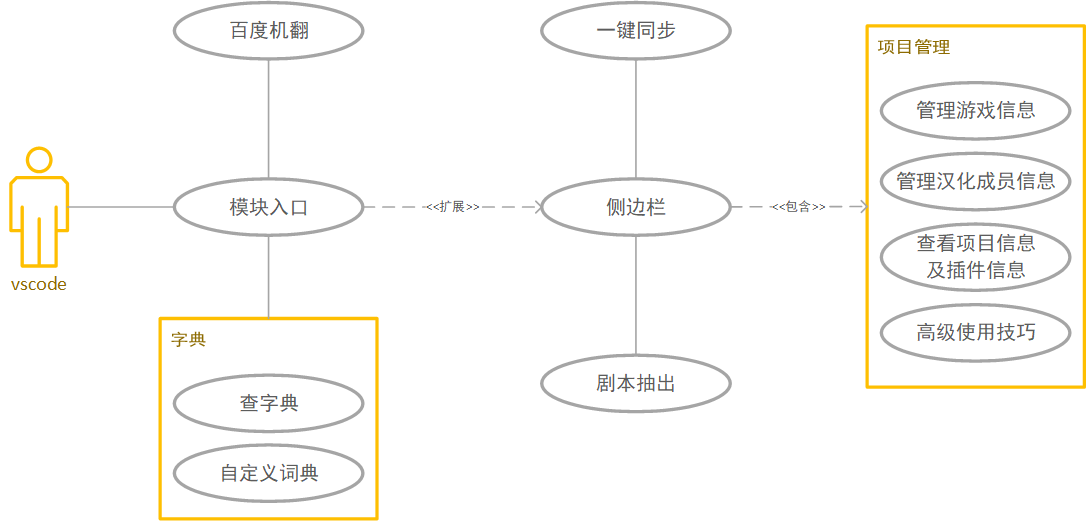 百度机翻
一键同步
项目管理
管理游戏信息
管理汉化成员信息
模块入口
<<扩展>>
侧边栏
<<包含>>
查看项目信息
及插件信息
vscode
高级使用技巧
字典
剧本抽出
查字典
自定义词典